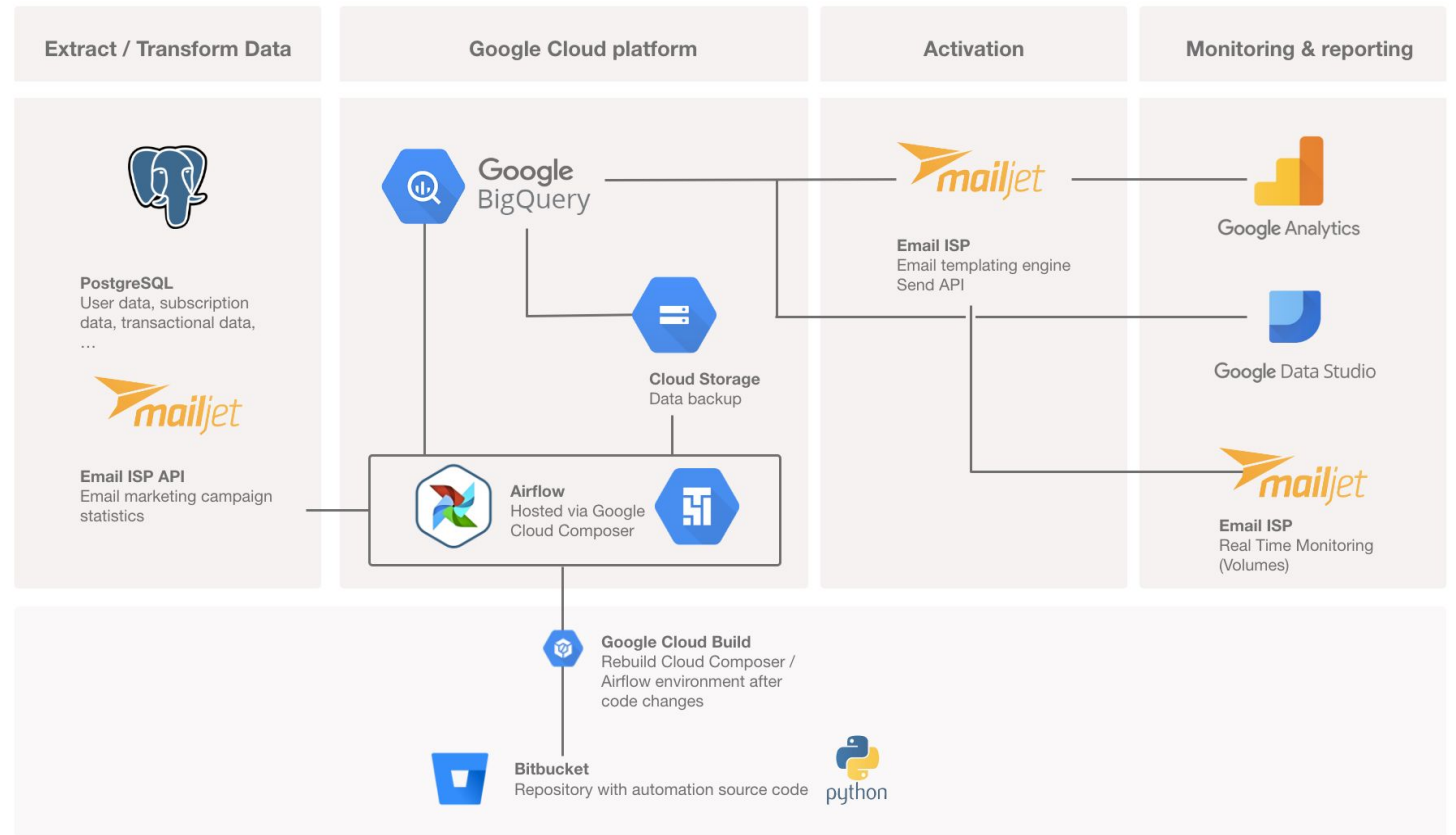 Extract / Transform Data
Google Cloud platform
Activation
Monitoring & reporting
PostgreSQL
User data, subscription
data, transactional data,
...
mailjet
Email ISP API
Email marketing campaign
statistics
Google
BigQuery
Cloud Storage
Data backup
Airflow
Hosted via Google
Cloud Composer
mailjet
Email ISP
Email templating engine
Send API
Google Analytics
Google Data Studio
mailjet
Email ISP
Real Time Monitoring
(Volumes)
Google Cloud Build
Rebuild Cloud Composer /
Airflow environment after
code changes
Bitbucket
Repository with automation source code
python